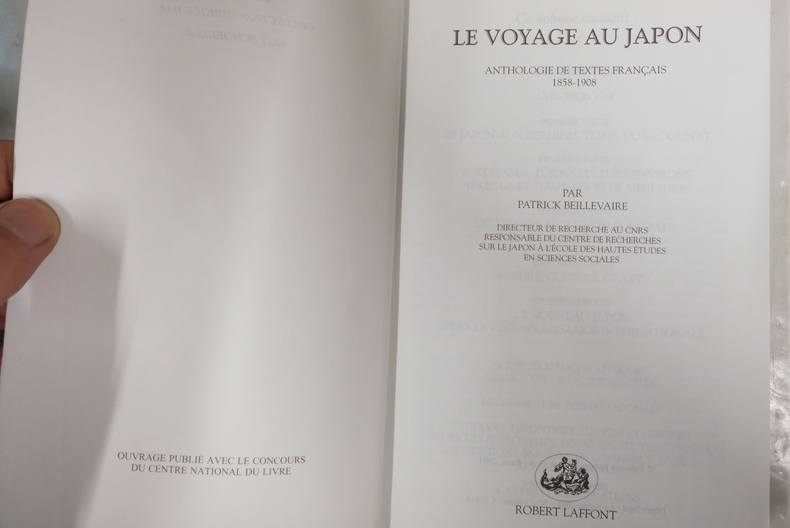 OUVRAGE PUBLIÉ AVEC LE CONCOURS
DU CENTRE NATIONAL DU LIVRE
LE VOYAGE AU JAPON
ANTHOLOGIE DE TEXTES FRANÇAIS
1858-1908
PAR
PATRICK BEILLEVAIRE
DIRECTEUR DE RECHERCHE AU CNRS
RESPONSABLE DU CENTRE DE RECHERCHES
SUR LE JAPON À L'ÉCOLE DES HAUTES ÉTUDES
EN SCIENCES SOCIALES
ROBERT LAFFONT